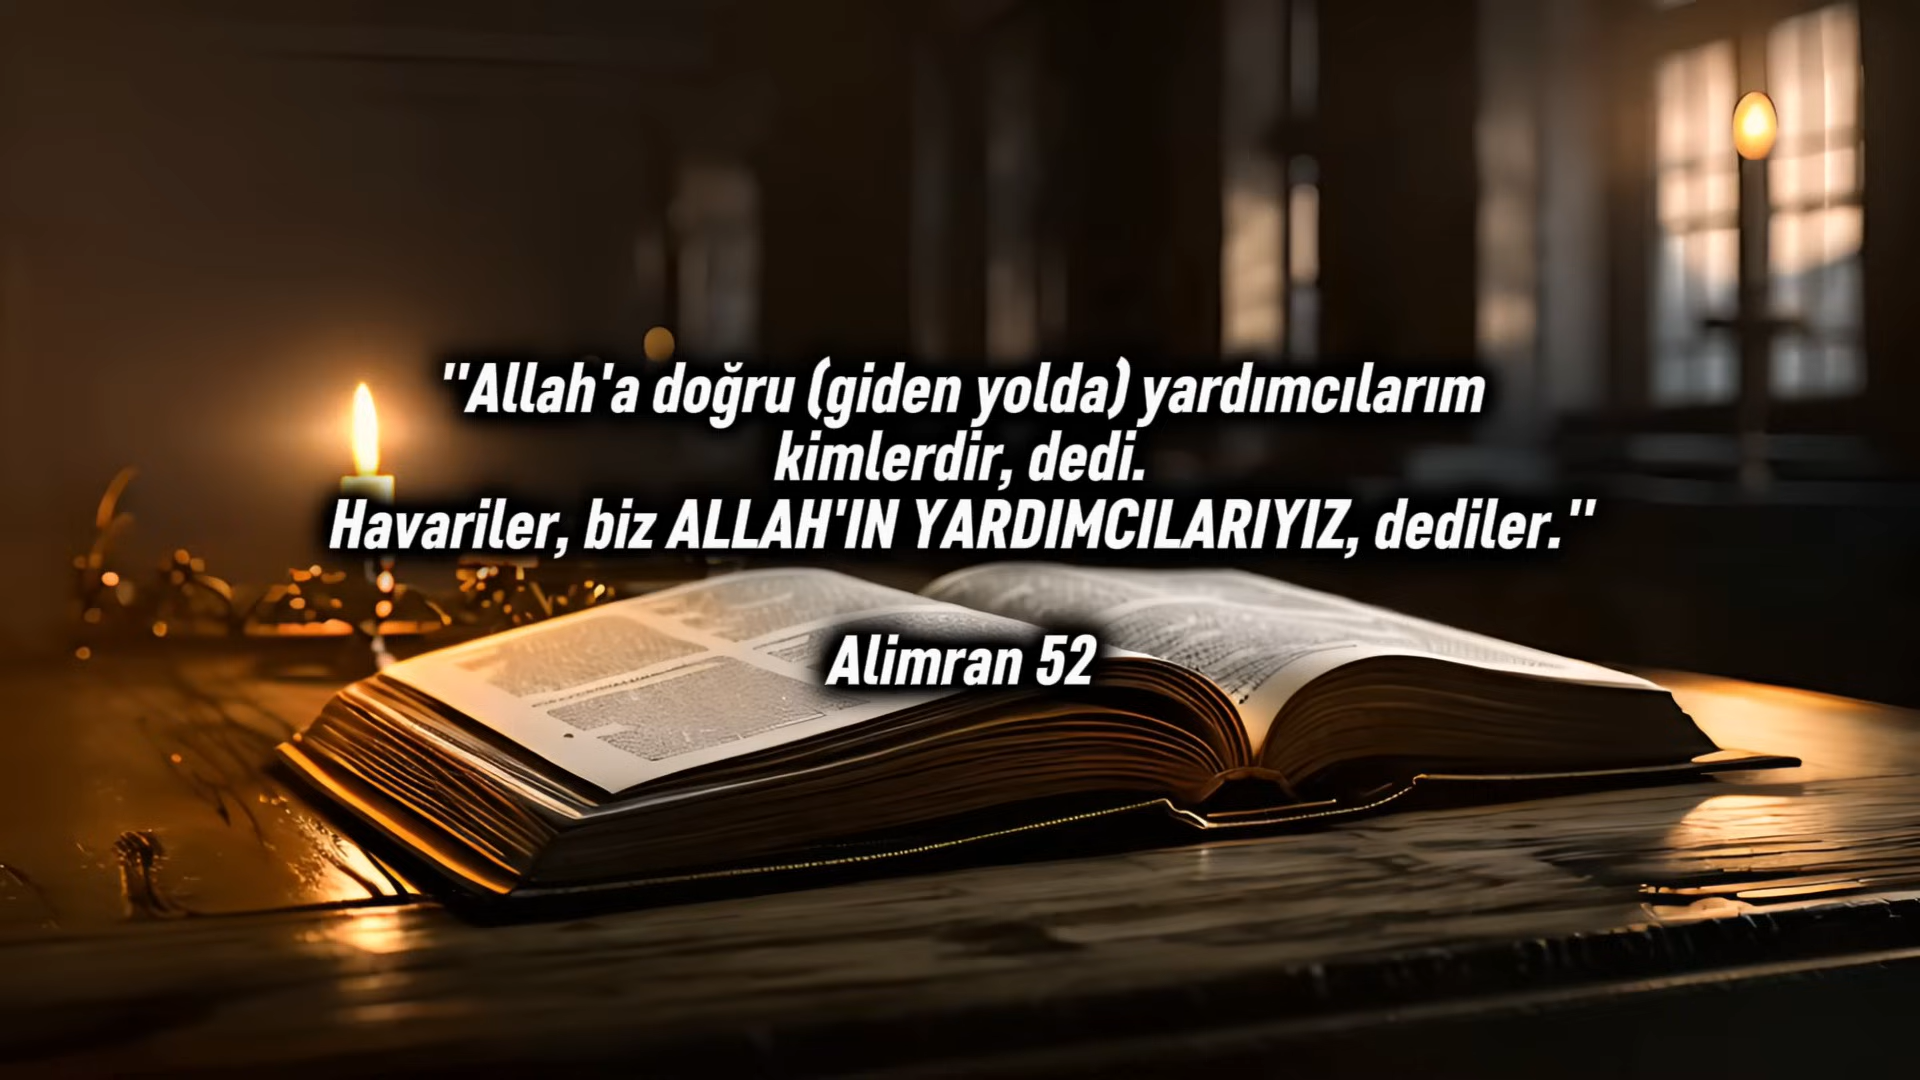 "Allah'a doğru (giden yolda) yardımcılarım
kimlerdir, dedi.
Havariler, biz ALLAH'IN YARDIMCILARIYIZ, dediler."
Alimran 52